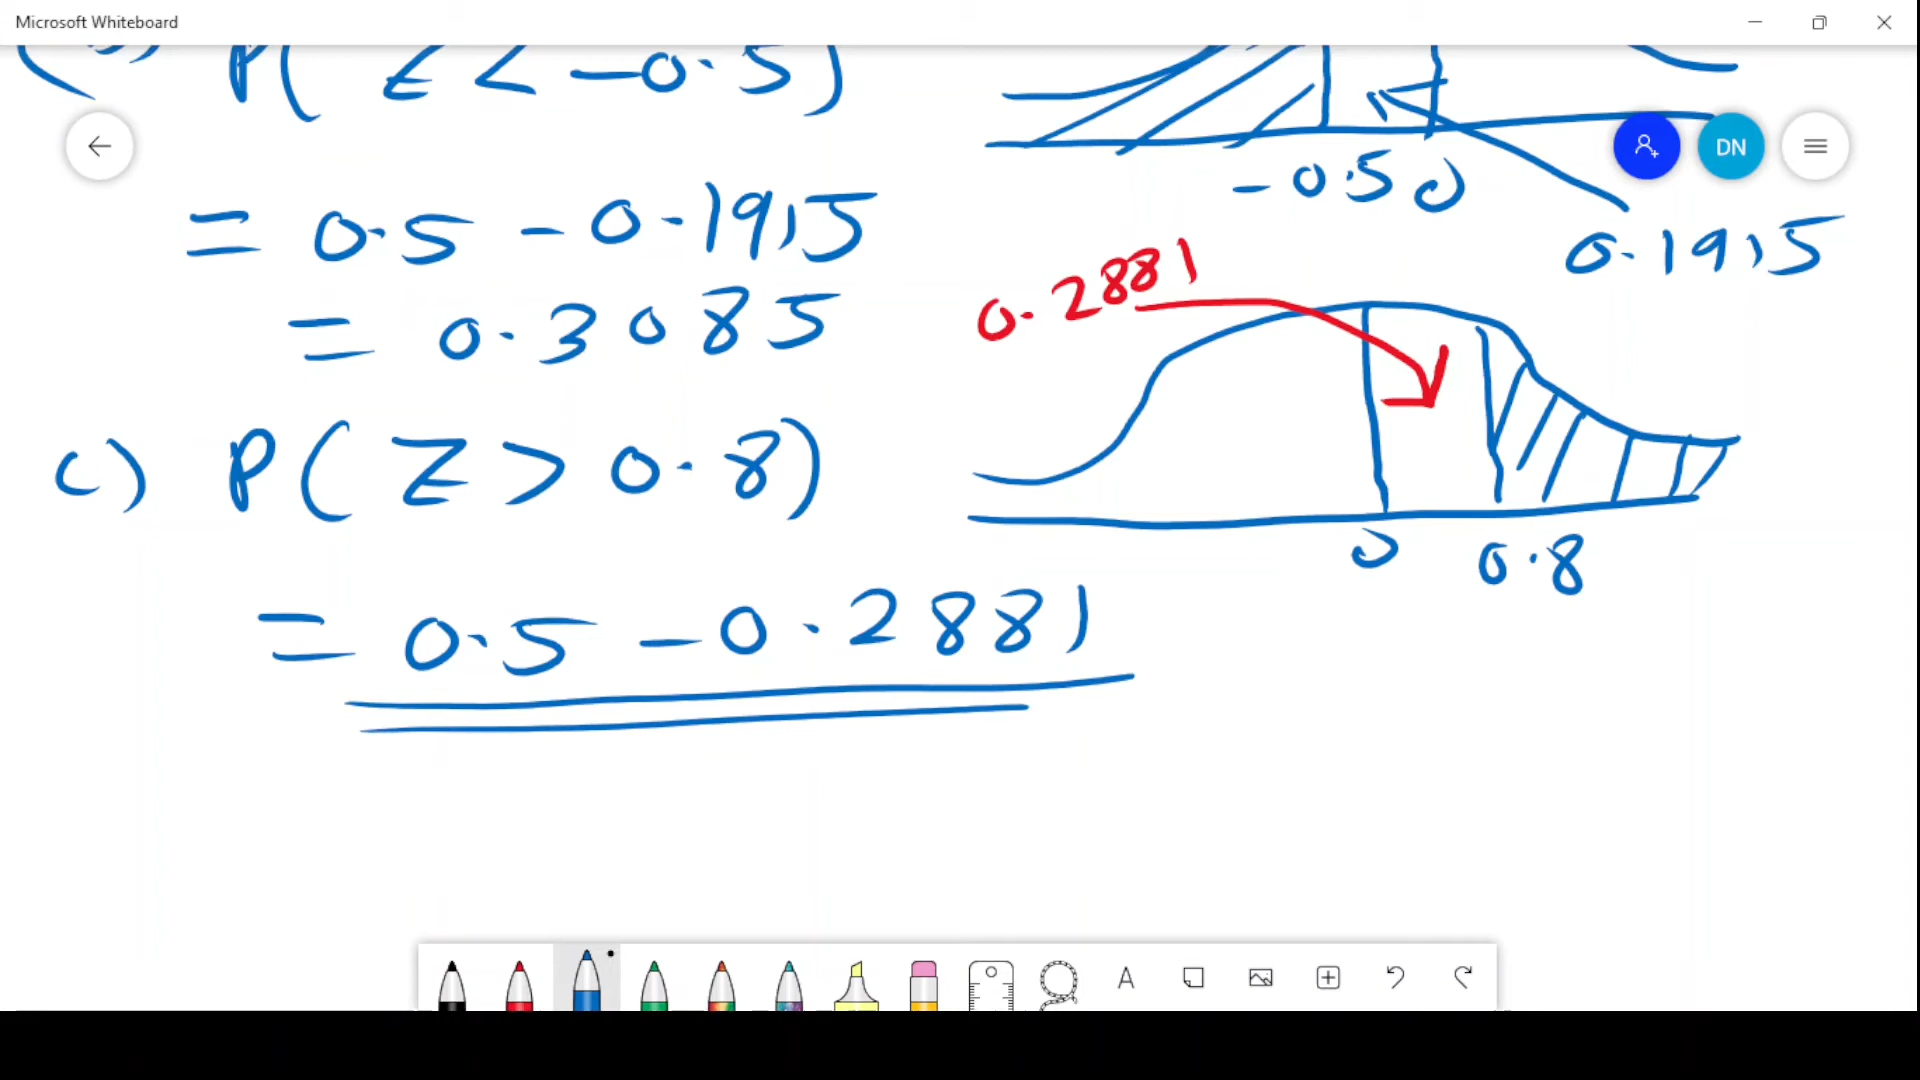 Microsoft Whiteboard
P( Z < -0.5)
-0.5 0
DN
= 0.5 - 0.1915
0.1915
0.2881
= 0.3085
c) P( Z > 0.8)
0 0.8
= 0.5 - 0.2881
A